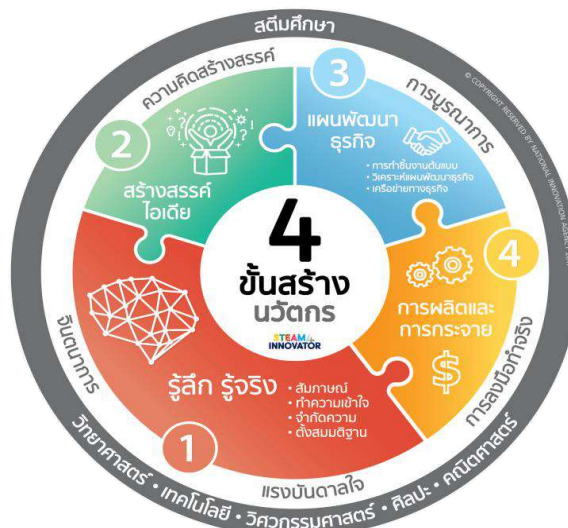 สตีมศึกษา
ความคิดสร้างสรรค์
การบูรณาการ
© COPYRIGHT RESERVED BY NATIONAL INNOVATION AGENCY
2
สร้างสรรค์
ไอเดีย
3
แผนพัฒนา
ธุรกิจ
• การทำชิ้นงานต้นแบบ
• วิเคราะห์แผนพัฒนาธุรกิจ
• เครือข่ายทางธุรกิจ
4
ขั้นสร้าง
นวัตกร
STEAM4
INNOVATOR
4
การผลิตและ
การกระจาย
$
รู้ลึก รู้จริง
• สัมภาษณ์
• ทำความเข้าใจ
• จำกัดความ
• ตั้งสมมติฐาน
1
จินตนาการ
แรงบันดาลใจ
การลงมือทำจริง
วิทยาศาสตร์ • เทคโนโลยี • วิศวกรรมศาสตร์ • ศิลปะ • คณิตศาสตร์